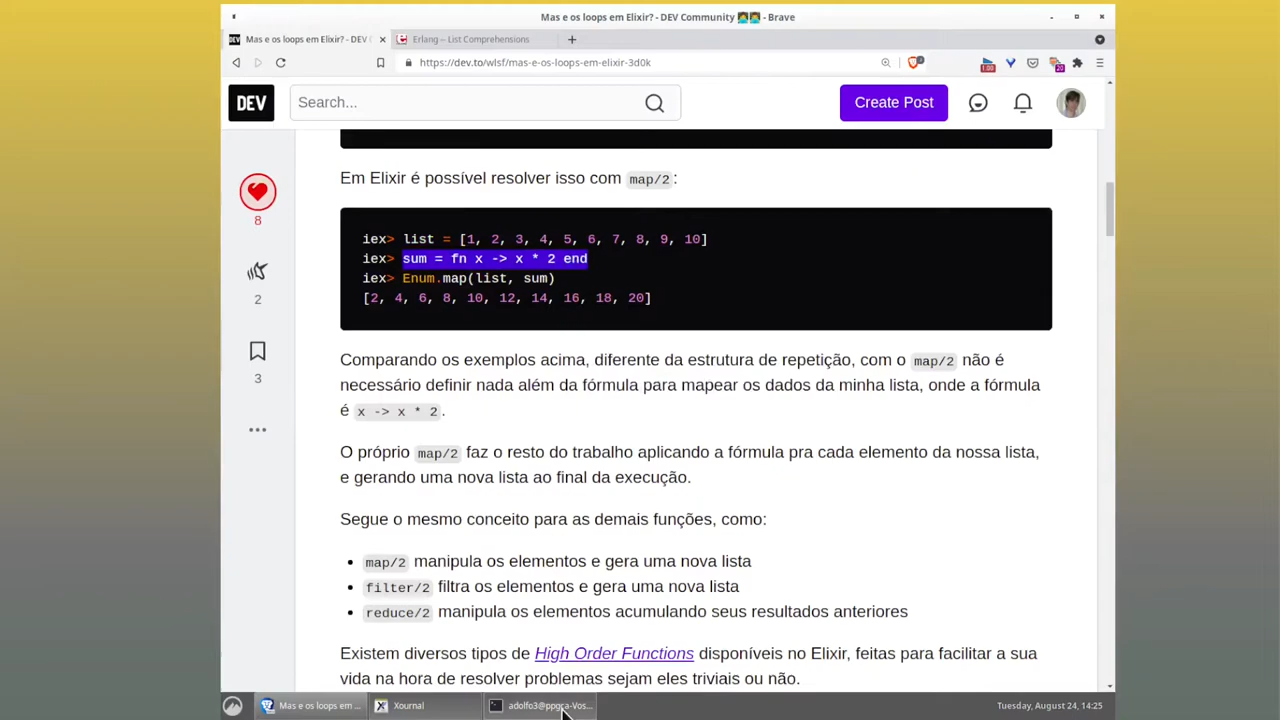 Mas e os loops em Elixir? - DEV Community 👩‍💻👨‍💻 - Brave
Mas e os loops em Elixir? - DEV C
Erlang – List Comprehensions
https://dev.to/wlsf/mas-e-os-loops-em-elixir-3d0k
DEV
Search...
Create Post
Em Elixir é possível resolver isso com map/2:
iex> list = [1, 2, 3, 4, 5, 6, 7, 8, 9, 10]
iex> sum = fn x -> x * 2 end
iex> Enum.map(list, sum)
[2, 4, 6, 8, 10, 12, 14, 16, 18, 20]
8
2
3
Comparando os exemplos acima, diferente da estrutura de repetição, com o map/2 não é
necessário definir nada além da fórmula para mapear os dados da minha lista, onde a fórmula
é x -> x * 2.
O próprio map/2 faz o resto do trabalho aplicando a fórmula pra cada elemento da nossa lista,
e gerando uma nova lista ao final da execução.
Segue o mesmo conceito para as demais funções, como:
• map/2 manipula os elementos e gera uma nova lista
• filter/2 filtra os elementos e gera uma nova lista
• reduce/2 manipula os elementos acumulando seus resultados anteriores
Existem diversos tipos de High Order Functions disponíveis no Elixir, feitas para facilitar a sua
vida na hora de resolver problemas sejam eles triviais ou não.
Mas e os loops em ...
Xournal
adolfo3@ppgca-Vos...
Tuesday, August 24, 14:25